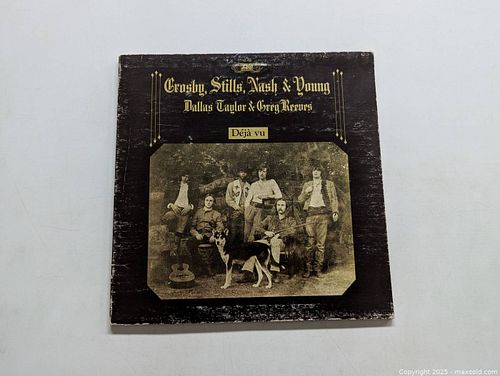 Crosby, Stills, Nash & Young
Dallas Taylor & Greg Reeves
Déjà vu
Copyright 2025 - maxsold.com